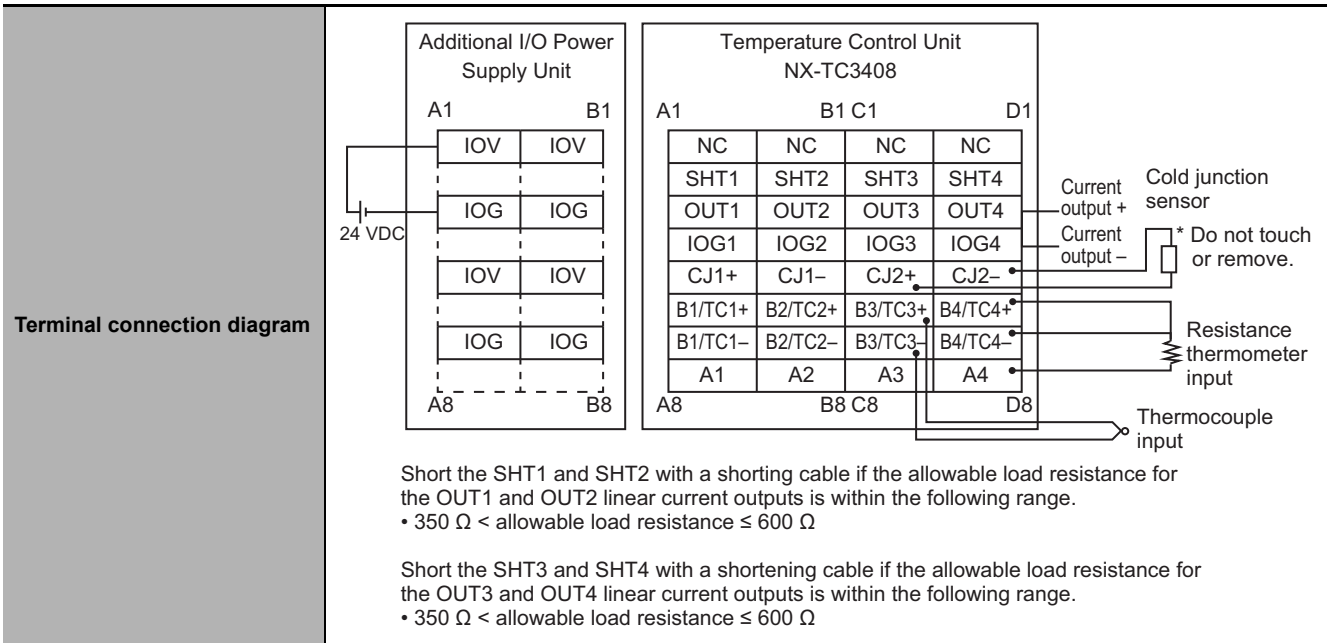 Terminal connection diagram
Additional I/O Power
Supply Unit
A1 B1
IOV IOV
IOG IOG
24 VDC
IOV IOV
IOG IOG
A8 B8
Temperature Control Unit
NX-TC3408
A1 B1 C1 D1
NC NC NC NC
SHT1 SHT2 SHT3 SHT4
OUT1 OUT2 OUT3 OUT4
IOG1 IOG2 IOG3 IOG4
CJ1+ CJ1– CJ2+ CJ2–
B1/TC1+ B2/TC2+ B3/TC3+ B4/TC4+
B1/TC1– B2/TC2– B3/TC3– B4/TC4–
A1 A2 A3 A4
A8 B8 C8 D8
Current
output +
Current
output –
Cold junction
sensor
* Do not touch
or remove.
Resistance
thermometer
input
Thermocouple
input
Short the SHT1 and SHT2 with a shorting cable if the allowable load resistance for
the OUT1 and OUT2 linear current outputs is within the following range.
• 350 Ω < allowable load resistance ≤ 600 Ω
Short the SHT3 and SHT4 with a shortening cable if the allowable load resistance for
the OUT3 and OUT4 linear current outputs is within the following range.
• 350 Ω < allowable load resistance ≤ 600 Ω